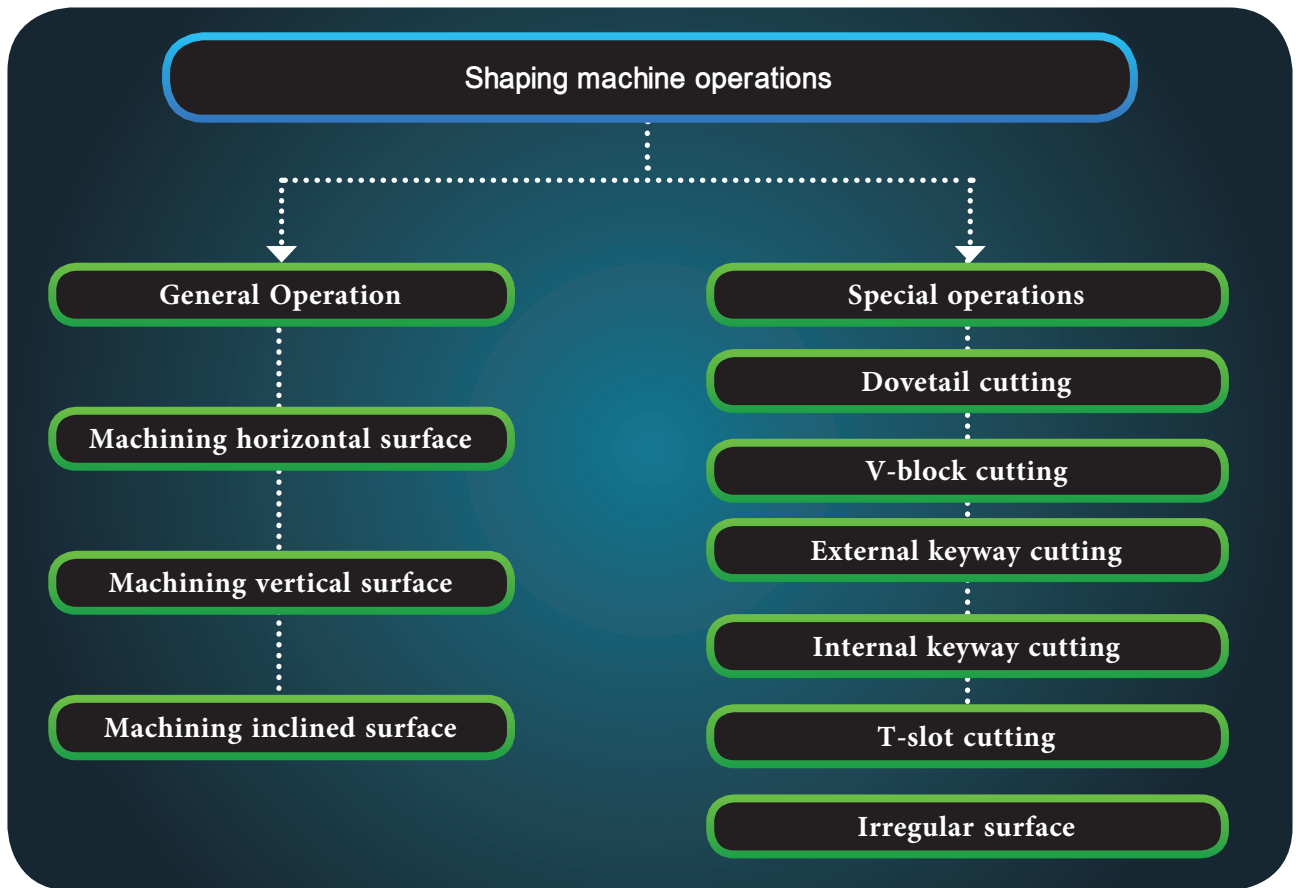 Shaping machine operations
General Operation
Machining horizontal surface
Machining vertical surface
Machining inclined surface
Special operations
Dovetail cutting
V-block cutting
External keyway cutting
Internal keyway cutting
T-slot cutting
Irregular surface